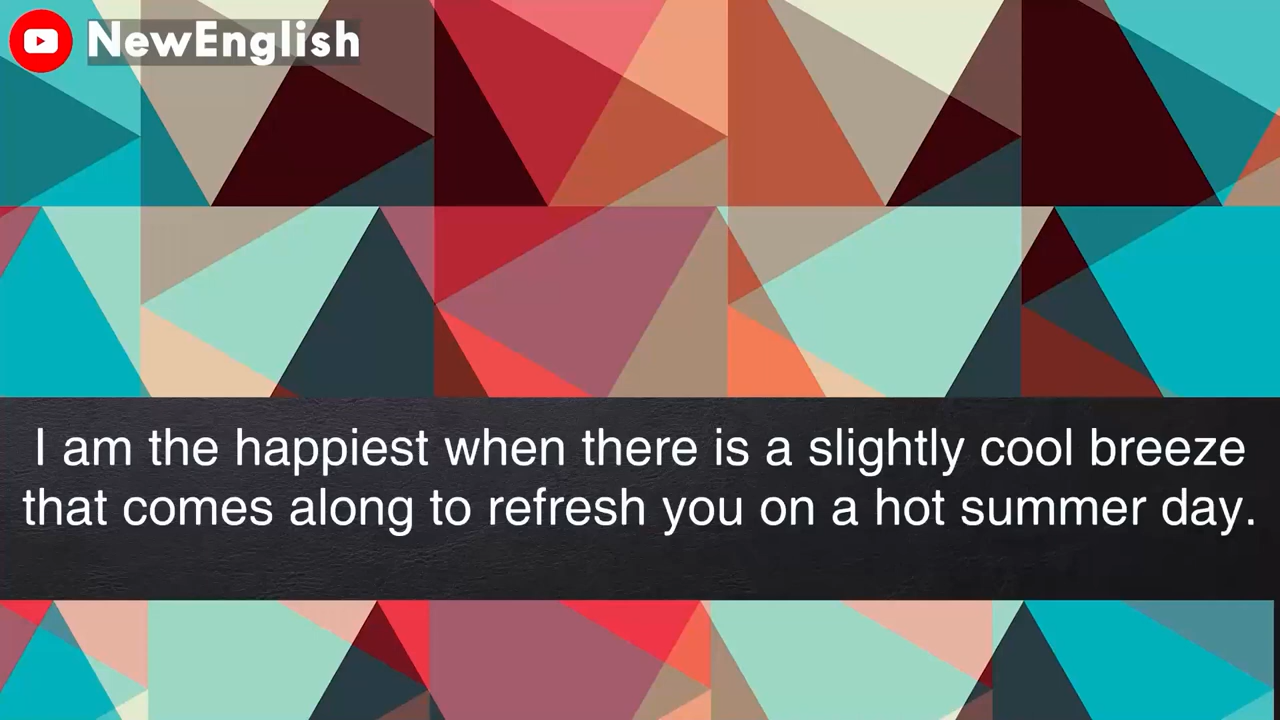 NewEnglish
I am the happiest when there is a slightly cool breeze
that comes along to refresh you on a hot summer day.